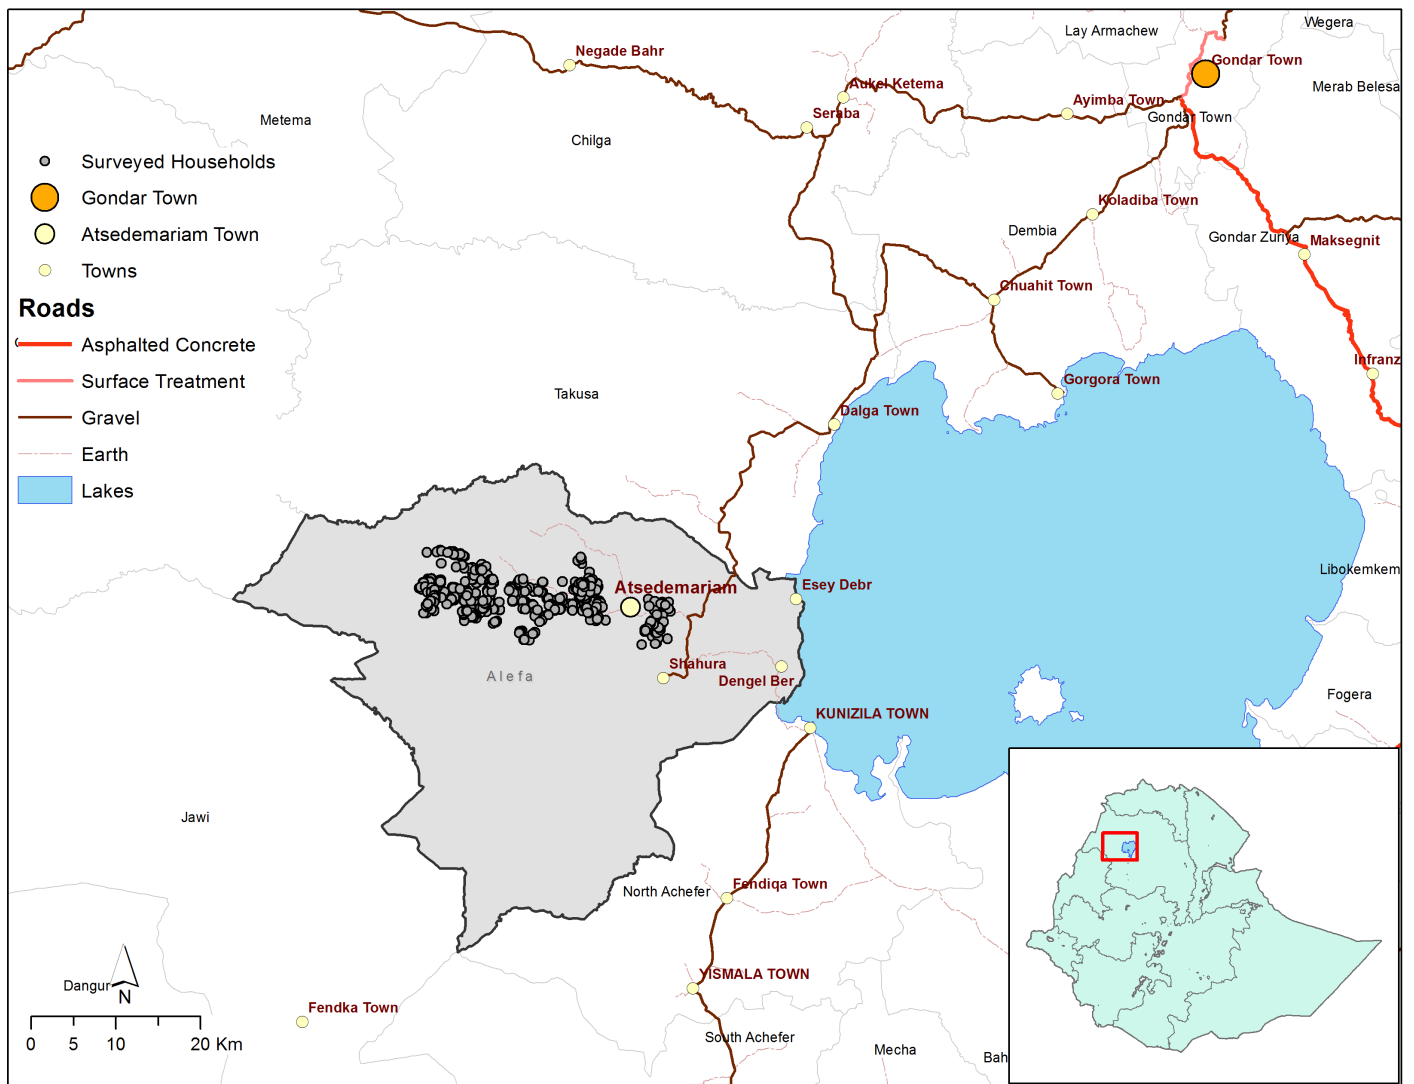 Wegera
Lay Armachew
Negade Bahr
Gondar Town
Aukel Ketema
Merab Belesa
Ayimba Town
Seraba
Gondar Town
Metema
Chilga
Surveyed Households
Gondar Town
Atsedemariam Town
Towns
Roads
Asphalted Concrete
Surface Treatment
Gravel
Earth
Lakes
Koladiba Town
Dembia
Gondar Zuriya
Maksegnit
Chuahit Town
Infranz
Gorgora Town
Takusa
Dalga Town
Libokemkem
Esey Debr
Atsedemariam
Shahura
Alefa
Dengel Ber
Fogera
KUNIZILA TOWN
Jawi
North Achefer
Fendiqa Town
YISMALA TOWN
Dangur
N
Fendka Town
South Achefer
Mecha
Bah
0 5 10 20 Km